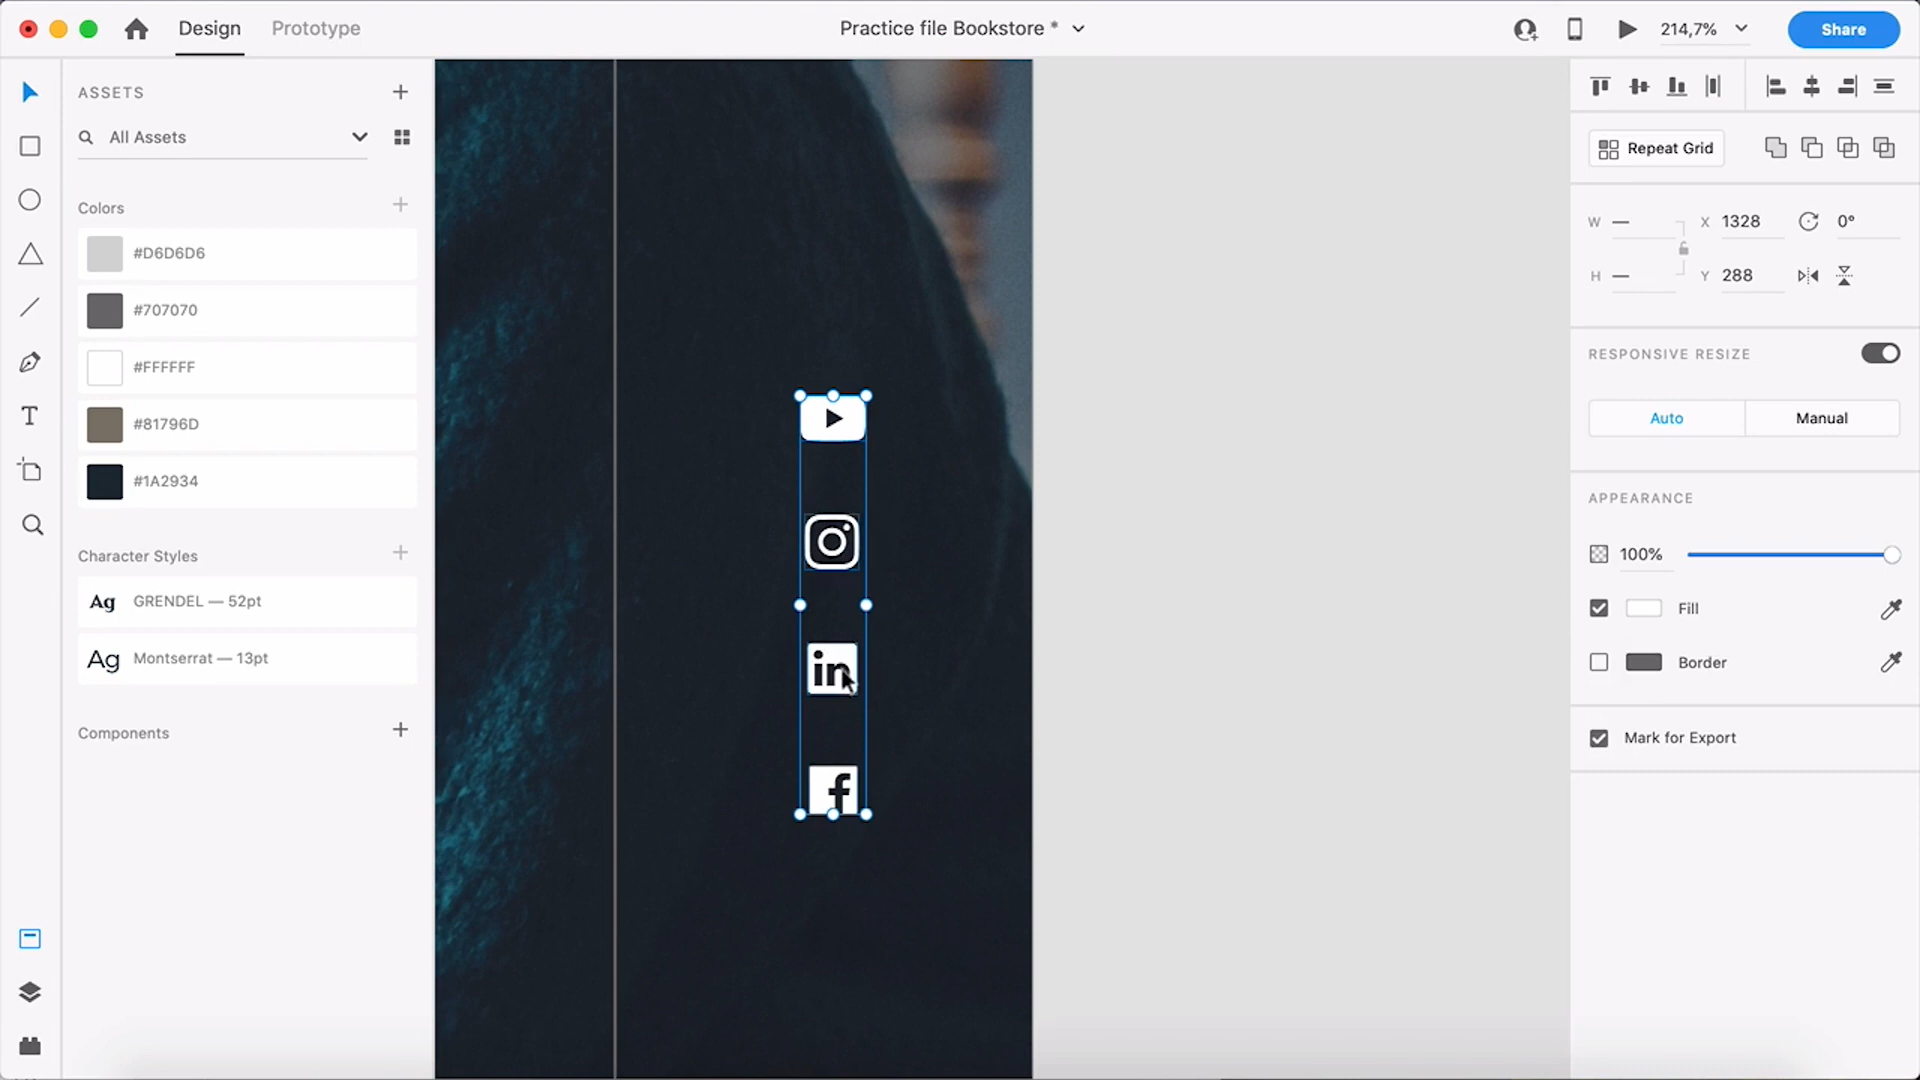 Design
Prototype
Practice file Bookstore *
214,7%
Share
ASSETS
All Assets
Colors
#D6D6D6
#707070
#FFFFFF
#81796D
#1A2934
Character Styles
Ag GRENDEL — 52pt
Ag Montserrat — 13pt
Components
T
in
f
Repeat Grid
W —
X 1328
0°
H —
Y 288
RESPONSIVE RESIZE
Auto
Manual
APPEARANCE
100%
Fill
Border
Mark for Export